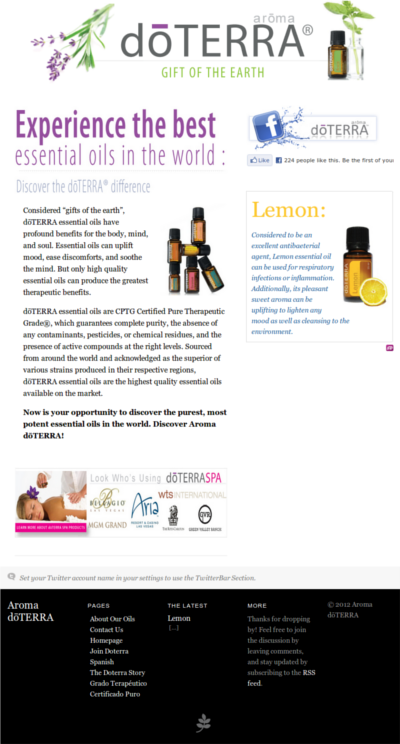 arōma
dōTERRA®
GIFT OF THE EARTH
Experience the best
essential oils in the world :
Discover the dōTERRA® difference
Considered “gifts of the earth”,
dōTERRA essential oils have
profound benefits for the body, mind,
and soul. Essential oils can uplift
mood, ease discomforts, and soothe
the mind. But only high quality
essential oils can produce the greatest
therapeutic benefits.
dōTERRA essential oils are CPTG Certified Pure Therapeutic
Grade®, which guarantees complete purity, the absence of
any contaminants, pesticides, or chemical residues, and the
presence of active compounds at the right levels. Sourced
from around the world and acknowledged as the superior of
various strains produced in their respective regions,
dōTERRA essential oils are the highest quality essential oils
available on the market.
Now is your opportunity to discover the purest, most
potent essential oils in the world. Discover Aroma
dōTERRA!
Look Who's Using dōTERRA SPA
BELLAGIO
LAS VEGAS
MGM GRAND
Aria
RESORT & CASINO
LAS VEGAS
wts INTERNATIONAL
GVR
GREEN VALLEY RANCH
LEARN MORE ABOUT dōTERRA SPA PRODUCTS
arōma
dōTERRA
Like
224 people like this. Be the first of your
Lemon:
Considered to be an
excellent antibacterial
agent, Lemon essential oil
can be used for respiratory
infections or inflammation.
Additionally, its pleasant
sweet aroma can be
uplifting to lighten any
mood as well as cleansing to the
environment.
Set your Twitter account name in your settings to use the TwitterBar Section.
Aroma
dōTERRA
PAGES
About Our Oils
Contact Us
Homepage
Join Doterra
Spanish
The Doterra Story
Grado Terapéutico
Certificado Puro
THE LATEST
Lemon
[...]
MORE
Thanks for dropping
by! Feel free to join
the discussion by
leaving comments,
and stay updated by
subscribing to the RSS
feed.
© 2012 Aroma
dōTERRA